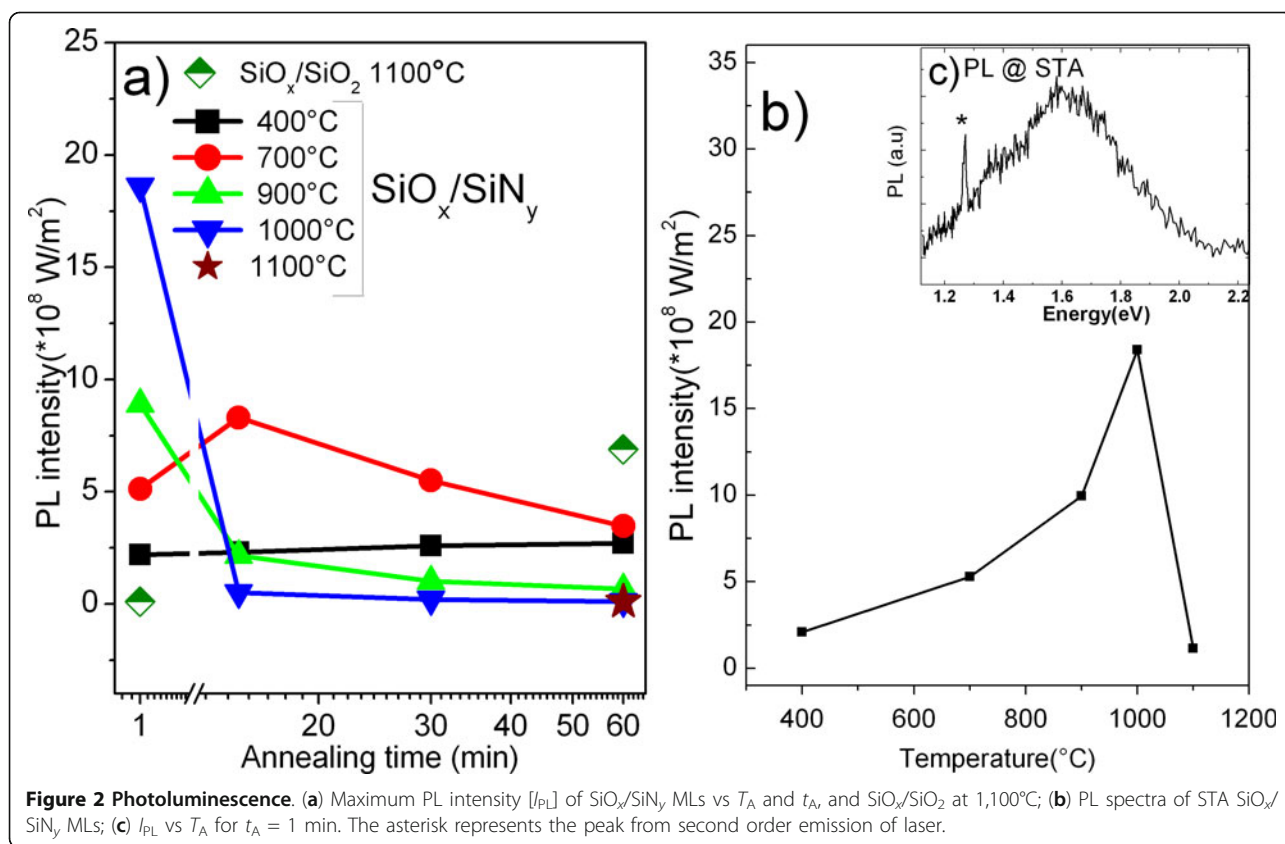 a)
SiOx/SiO2 1100°C
400°C
700°C
900°C
1000°C
1100°C
SiOx/SiNy
PL intensity(*10^8 W/m^2)
25
20
15
10
5
0
1
20
30
40
50
60
Annealing time (min)
b)
PL intensity(*10^8 W/m^2)
35
30
25
20
15
10
5
0
400
600
800
1000
1200
Temperature(°C)
c) PL @ STA
*
PL (a.u)
1.2
1.4
1.6
1.8
2.0
2.2
Energy(eV)
Figure 2 Photoluminescence. (a) Maximum PL intensity [IPL] of SiOx/SiNy MLs vs TA and tA, and SiOx/SiO2 at 1,100°C; (b) PL spectra of STA SiOx/
SiNy MLs; (c) IPL vs TA for tA = 1 min. The asterisk represents the peak from second order emission of laser.